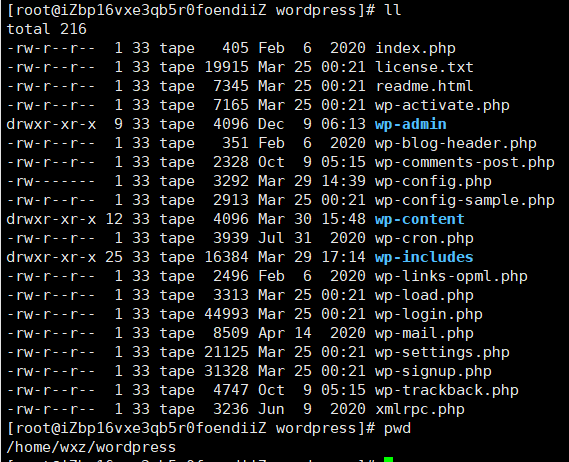 [root@iZbp16vxe3qb5r0foendiiZ wordpress]# ll
total 216
-rw-r--r--  1 33 tape   405 Feb  6  2020 index.php
-rw-r--r--  1 33 tape 19915 Mar 25 00:21 license.txt
-rw-r--r--  1 33 tape  7345 Mar 25 00:21 readme.html
-rw-r--r--  1 33 tape  7165 Mar 25 00:21 wp-activate.php
drwxr-xr-x  9 33 tape  4096 Dec  9 06:13 wp-admin
-rw-r--r--  1 33 tape   351 Feb  6  2020 wp-blog-header.php
-rw-r--r--  1 33 tape  2328 Oct  9 05:15 wp-comments-post.php
-rw-------  1 33 tape  3292 Mar 29 14:39 wp-config.php
-rw-r--r--  1 33 tape  2913 Mar 25 00:21 wp-config-sample.php
drwxr-xr-x 12 33 tape  4096 Mar 30 15:48 wp-content
-rw-r--r--  1 33 tape  3939 Jul 31  2020 wp-cron.php
drwxr-xr-x 25 33 tape 16384 Mar 29 17:14 wp-includes
-rw-r--r--  1 33 tape  2496 Feb  6  2020 wp-links-opml.php
-rw-r--r--  1 33 tape  3313 Mar 25 00:21 wp-load.php
-rw-r--r--  1 33 tape 44993 Mar 25 00:21 wp-login.php
-rw-r--r--  1 33 tape  8509 Apr 14  2020 wp-mail.php
-rw-r--r--  1 33 tape 21125 Mar 25 00:21 wp-settings.php
-rw-r--r--  1 33 tape 31328 Mar 25 00:21 wp-signup.php
-rw-r--r--  1 33 tape  4747 Oct  9 05:15 wp-trackback.php
-rw-r--r--  1 33 tape  3236 Jun  9  2020 xmlrpc.php
[root@iZbp16vxe3qb5r0foendiiZ wordpress]# pwd
/home/wxz/wordpress
[root@iZbp16vxe3qb5r0foendiiZ wordpress]#